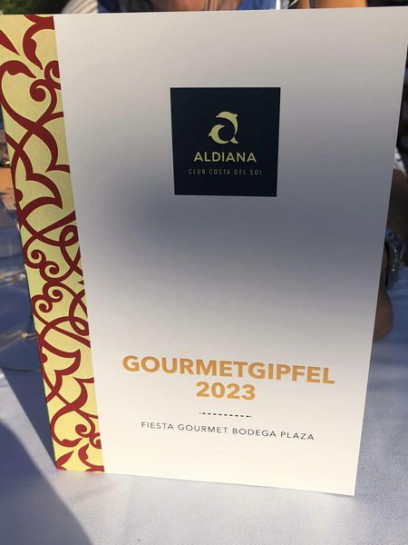 ALDIANA
CLUB COSTA DEL SOL
GOURMETGIPFEL
2023
FIESTA GOURMET BODEGA PLAZA